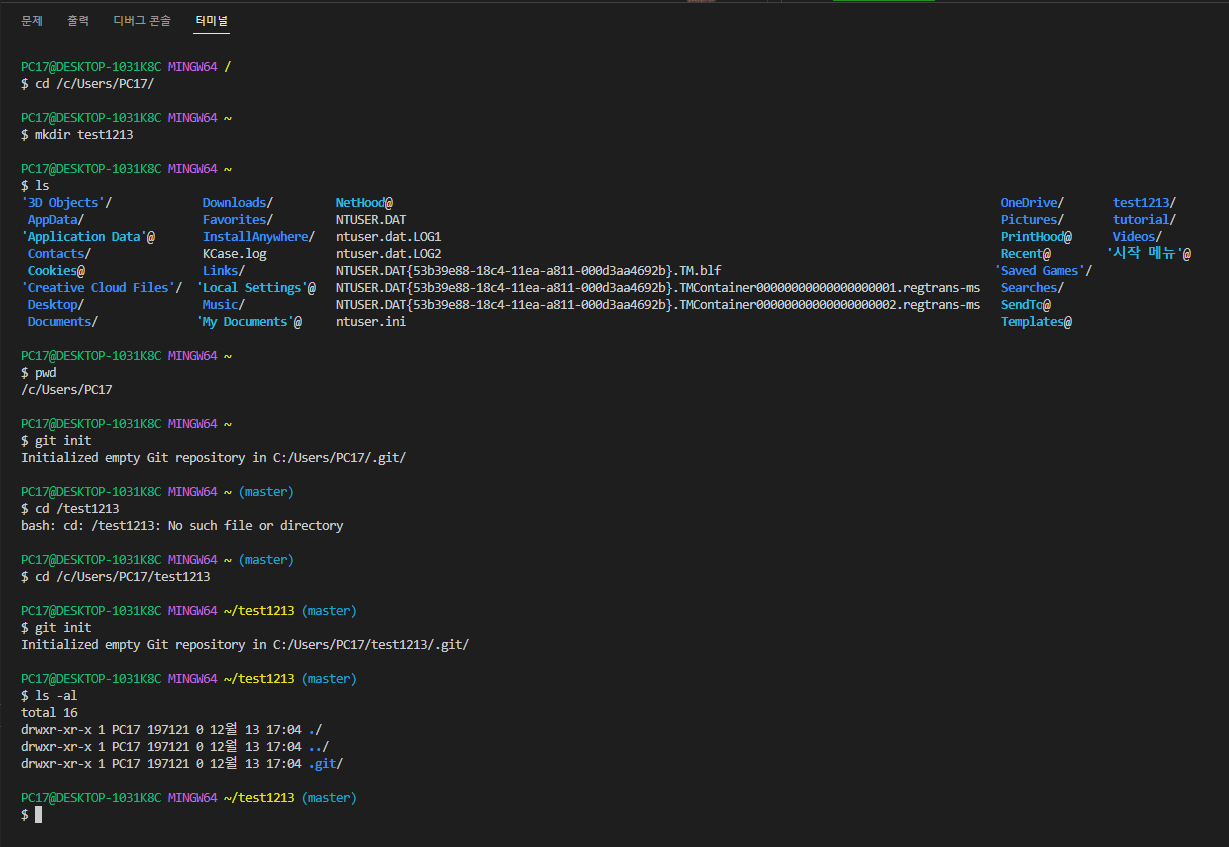 문제 출력 디버그 콘솔 터미널
PC17@DESKTOP-1031K8C MINGW64 /
$ cd /c/Users/PC17/
PC17@DESKTOP-1031K8C MINGW64 ~
$ mkdir test1213
PC17@DESKTOP-1031K8C MINGW64 ~
$ ls
'3D Objects'/ Downloads/ NetHood@ OneDrive/ test1213/
AppData/ Favorites/ NTUSER.DAT Pictures/ tutorial/
'Application Data'@ InstallAnywhere/ ntuser.dat.LOG1 PrintHood@ Videos/
Contacts/ KCase.log ntuser.dat.LOG2 Recent@ '시작 메뉴'@
Cookies@ Links/ NTUSER.DAT{53b39e88-18c4-11ea-a811-000d3aa4692b}.TM.blf 'Saved Games'/
'Creative Cloud Files'/ 'Local Settings'@ NTUSER.DAT{53b39e88-18c4-11ea-a811-000d3aa4692b}.TMContainer00000000000000000001.regtrans-ms Searches/
Desktop/ Music/ NTUSER.DAT{53b39e88-18c4-11ea-a811-000d3aa4692b}.TMContainer00000000000000000002.regtrans-ms SendTo@
Documents/ 'My Documents'@ ntuser.ini Templates@
PC17@DESKTOP-1031K8C MINGW64 ~
$ pwd
/c/Users/PC17
PC17@DESKTOP-1031K8C MINGW64 ~
$ git init
Initialized empty Git repository in C:/Users/PC17/.git/
PC17@DESKTOP-1031K8C MINGW64 ~ (master)
$ cd /test1213
bash: cd: /test1213: No such file or directory
PC17@DESKTOP-1031K8C MINGW64 ~ (master)
$ cd /c/Users/PC17/test1213
PC17@DESKTOP-1031K8C MINGW64 ~/test1213 (master)
$ git init
Initialized empty Git repository in C:/Users/PC17/test1213/.git/
PC17@DESKTOP-1031K8C MINGW64 ~/test1213 (master)
$ ls -al
total 16
drwxr-xr-x 1 PC17 197121 0 12월 13 17:04 ./
drwxr-xr-x 1 PC17 197121 0 12월 13 17:04 ../
drwxr-xr-x 1 PC17 197121 0 12월 13 17:04 .git/
PC17@DESKTOP-1031K8C MINGW64 ~/test1213 (master)
$